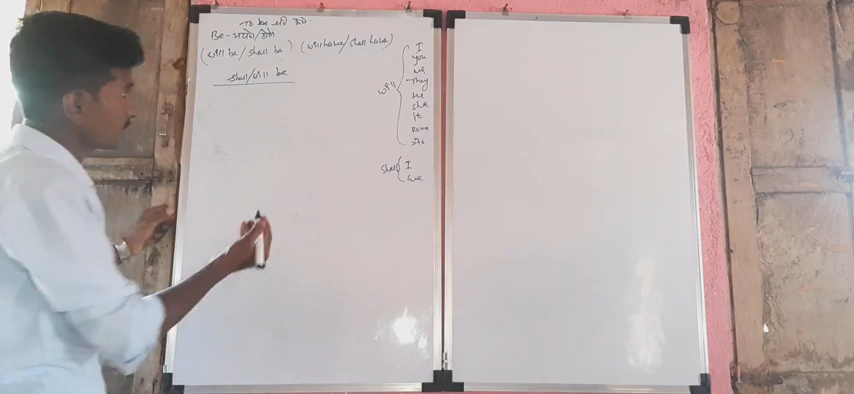 To be
Be-
(will be / shall be) (will have / shall have)
shall/will be
will
I
you
we
They
He
she
it
Rama
shall
I
we